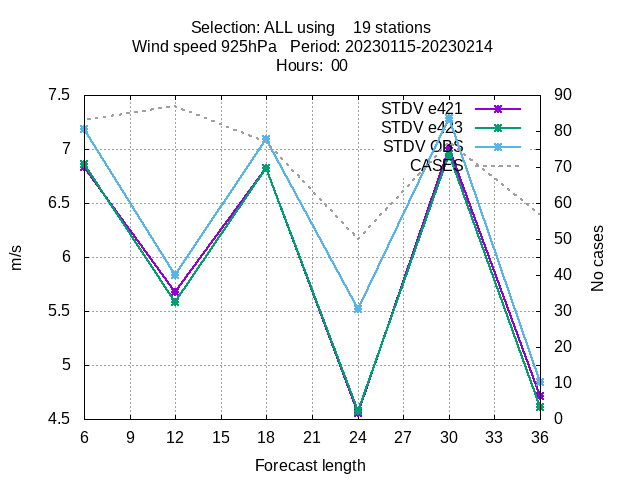 Selection: ALL using    19 stations
Wind speed 925hPa   Period: 20230115-20230214
Hours:  00
7.5
7
6.5
6
5.5
5
4.5
m/s
STDV e421
STDV e423
STDV OBS
CASES
90
80
70
60
50
40
30
20
10
0
No cases
6 9 12 15 18 21 24 27 30 33 36
Forecast length